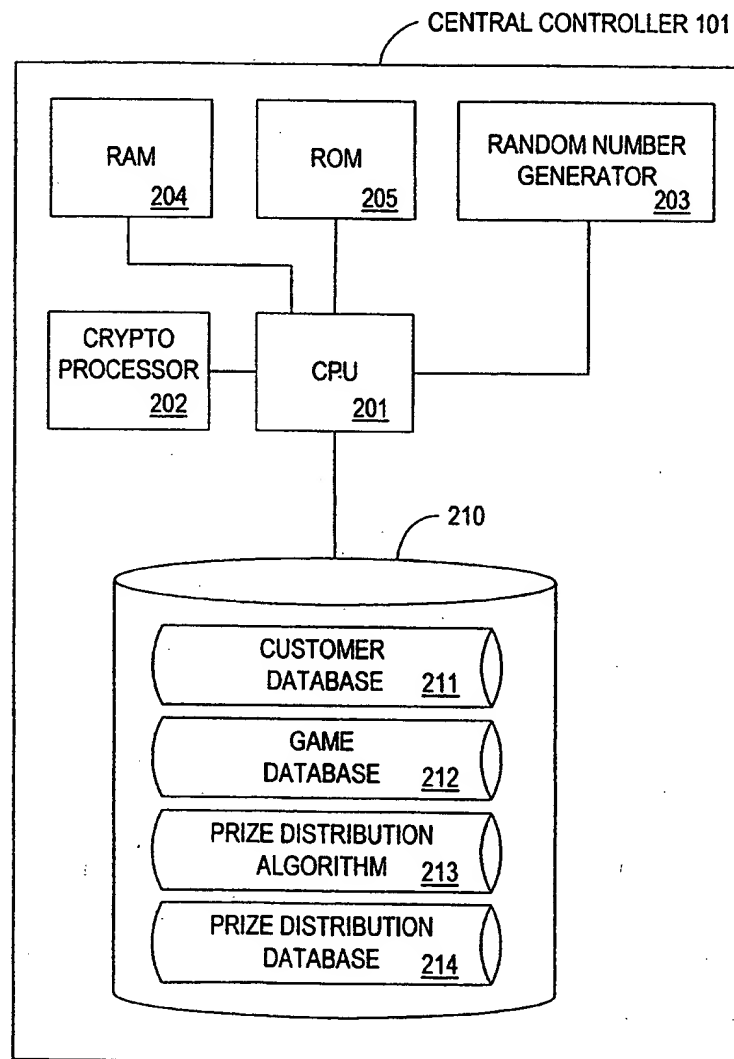 CENTRAL CONTROLLER 101
RAM
204
ROM
205
RANDOM NUMBER
GENERATOR
203
CRYPTO
PROCESSOR
202
CPU
201
210
CUSTOMER
DATABASE 211
GAME
DATABASE 212
PRIZE DISTRIBUTION
ALGORITHM 213
PRIZE DISTRIBUTION
DATABASE 214